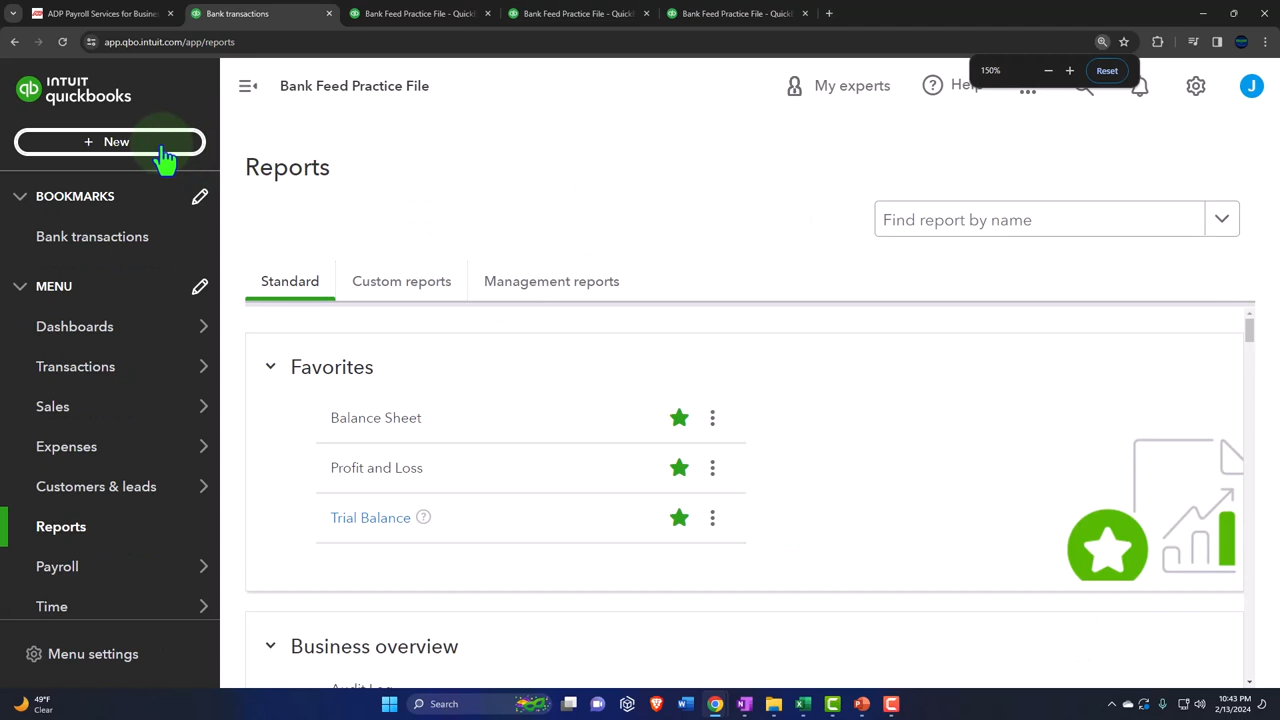 ADP Payroll Services for Busines
Bank transactions
Bank Feed Practice File - Quick
Bank Feed Practice File - Quick
Bank Feed Practice File - Quick
app.qbo.intuit.com/app/reports
150%
Reset
INTUIT
quickbooks
Bank Feed Practice File
My experts
Help
J
+ New
Reports
BOOKMARKS
Bank transactions
Find report by name
MENU
Standard
Custom reports
Management reports
Dashboards
Transactions
Favorites
Sales
Balance Sheet
Expenses
Profit and Loss
Customers & leads
Trial Balance
Reports
Payroll
Time
Business overview
Menu settings
Audit Log
49°F
Clear
Search
10:43 PM
2/13/2024